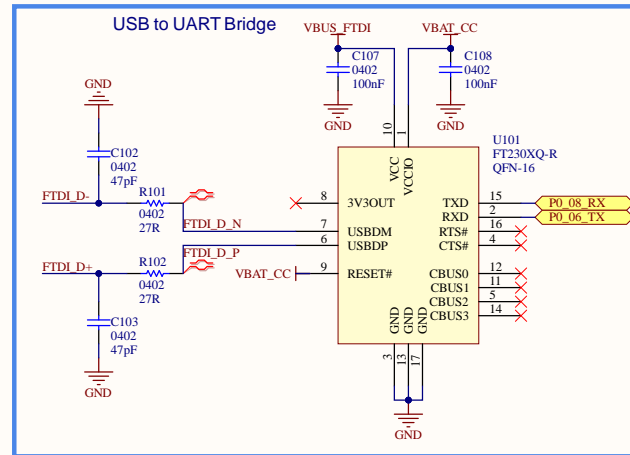 USB to UART Bridge
VBUS_FTDI
VBAT_CC
C107
0402
100nF
C108
0402
100nF
GND
GND
GND
C102
0402
47pF
FTDI_D-
R101
0402
27R
FTDI_D_N
FTDI_D_P
FTDI_D+
R102
0402
27R
C103
0402
47pF
GND
VBAT_CC
10
1
VCC
VCCIO
U101
FT230XQ-R
QFN-16
8
3V3OUT
7
USBDM
6
USBDP
9
RESET#
TXD
15
P0_08_RX
RXD
2
P0_06_TX
RTS#
16
CTS#
4
CBUS0
12
CBUS1
11
CBUS2
5
CBUS3
14
GND
GND
GND
3
13
17
GND